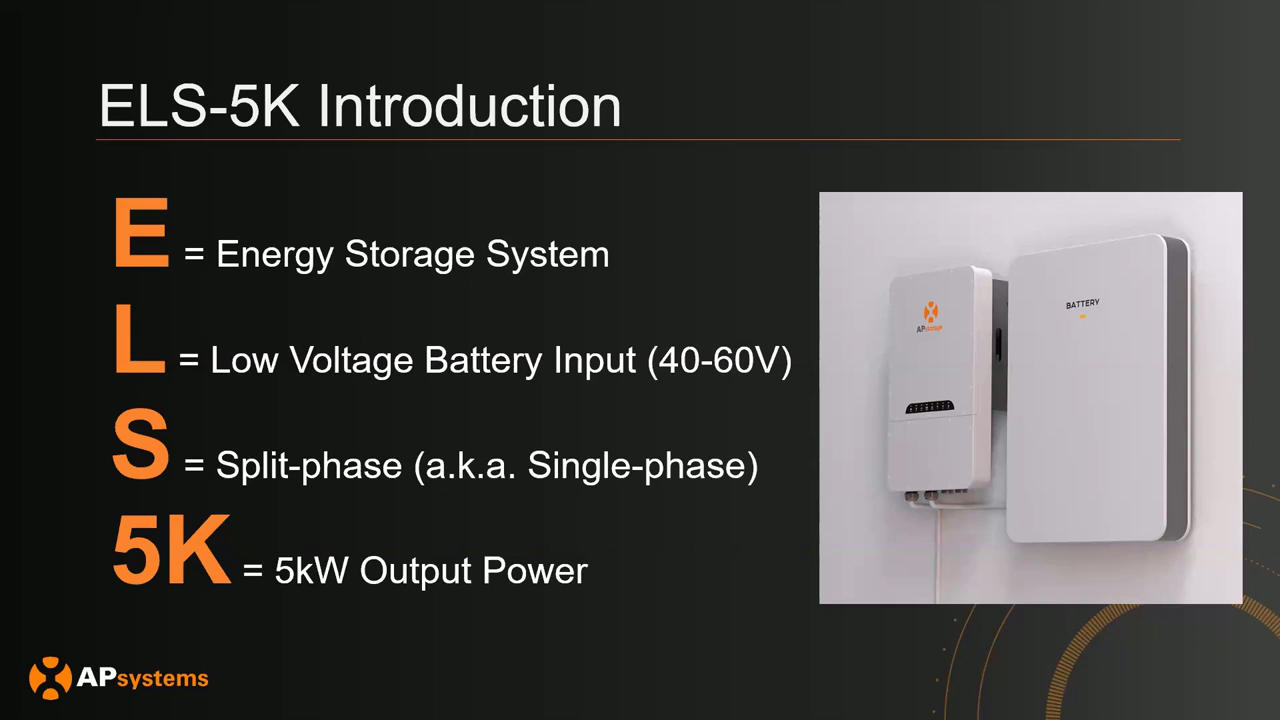 ELS-5K Introduction
E = Energy Storage System
L = Low Voltage Battery Input (40-60V)
S = Split-phase (a.k.a. Single-phase)
5K = 5kW Output Power
APsystems
BATTERY
APsystems